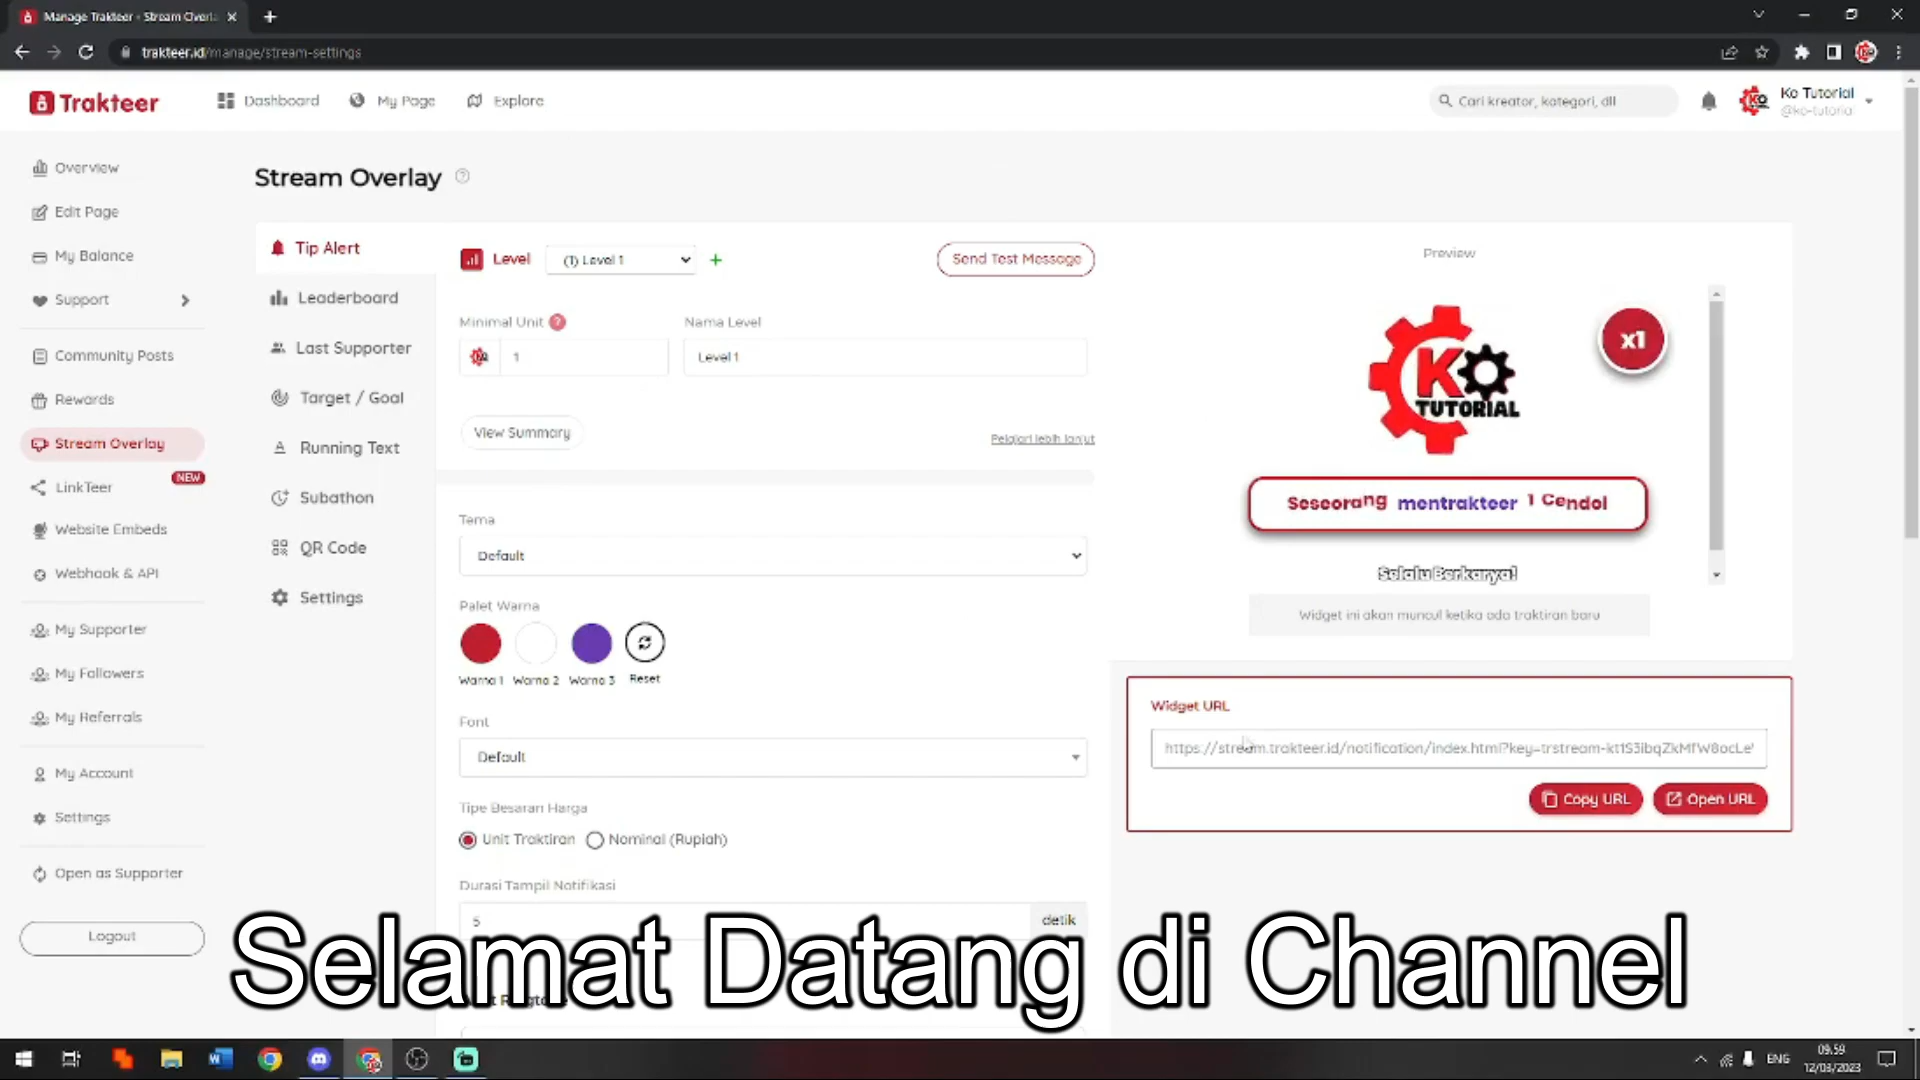 Manage Trakteer - Stream Overl
trakteer.id/manage/stream-settings
Trakteer
Dashboard
My Page
Explore
Cari kreator, kategori, dll
Ko Tutorial
@ko-tutorial
Overview
Edit Page
My Balance
Support
Community Posts
Rewards
Stream Overlay
NEW
LinkTeer
Website Embeds
Webhook & API
My Supporter
My Followers
My Referrals
My Account
Settings
Open as Supporter
Logout
Stream Overlay
Tip Alert
Leaderboard
Last Supporter
Target / Goal
Running Text
Subathon
QR Code
Settings
Level
(1) Level 1
Send Test Message
Minimal Unit
Nama Level
1
Level 1
View Summary
Pelajari lebih lanjut
Tema
Default
Palet Warna
Warna 1 Warna 2 Warna 3 Reset
Font
Default
Tipe Besaran Harga
Unit Traktiran
Nominal (Rupiah)
Durasi Tampil Notifikasi
5
detik
Preview
KO
TUTORIAL
x1
Seseorang mentrakteer 1 Cendol
Selalu Berkarya!
Widget ini akan muncul ketika ada traktiran baru
Widget URL
https://stream.trakteer.id/notification/index.html?key=trstream-kt1S3ibqZkMfW8ocLe
Copy URL
Open URL
Selamat Datang di Channel
ENG
09.59
12/03/2023